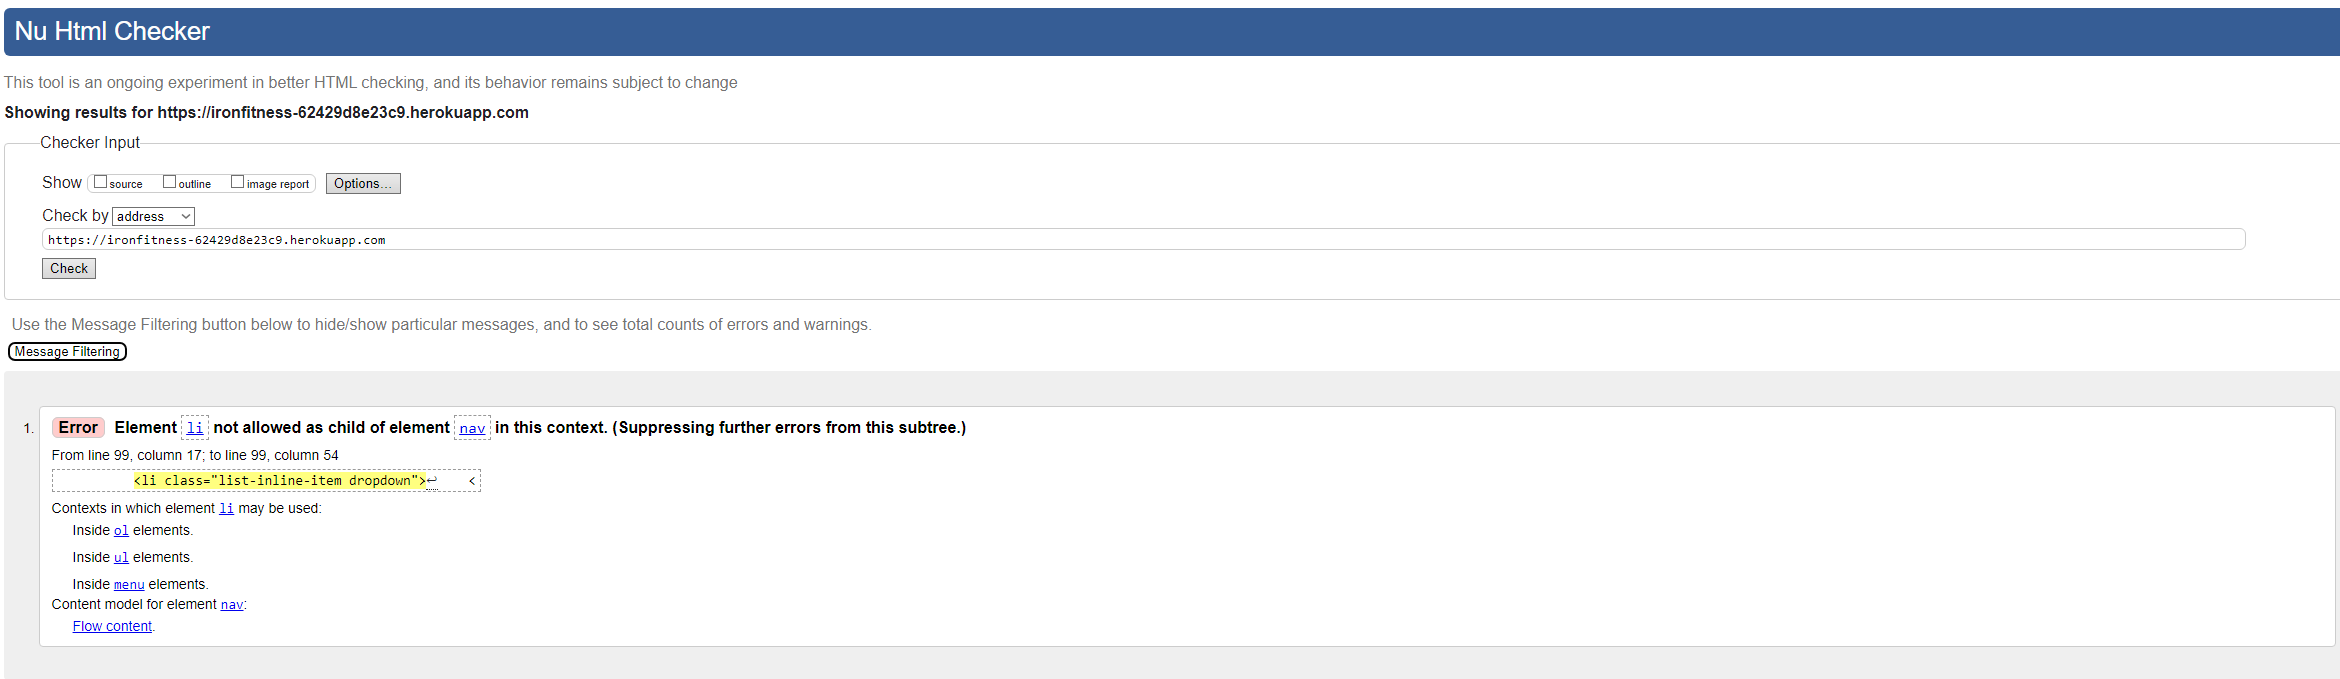 Nu Html Checker
This tool is an ongoing experiment in better HTML checking, and its behavior remains subject to change
Showing results for https://ironfitness-62429d8e23c9.herokuapp.com
Checker Input
Show source outline image report Options...
Check by address
https://ironfitness-62429d8e23c9.herokuapp.com
Check
Use the Message Filtering button below to hide/show particular messages, and to see total counts of errors and warnings.
Message Filtering
1. Error Element li not allowed as child of element nav in this context. (Suppressing further errors from this subtree.)
From line 99, column 17; to line 99, column 54
<li class="list-inline-item dropdown">↩ <
Contexts in which element li may be used:
Inside ol elements.
Inside ul elements.
Inside menu elements.
Content model for element nav:
Flow content.